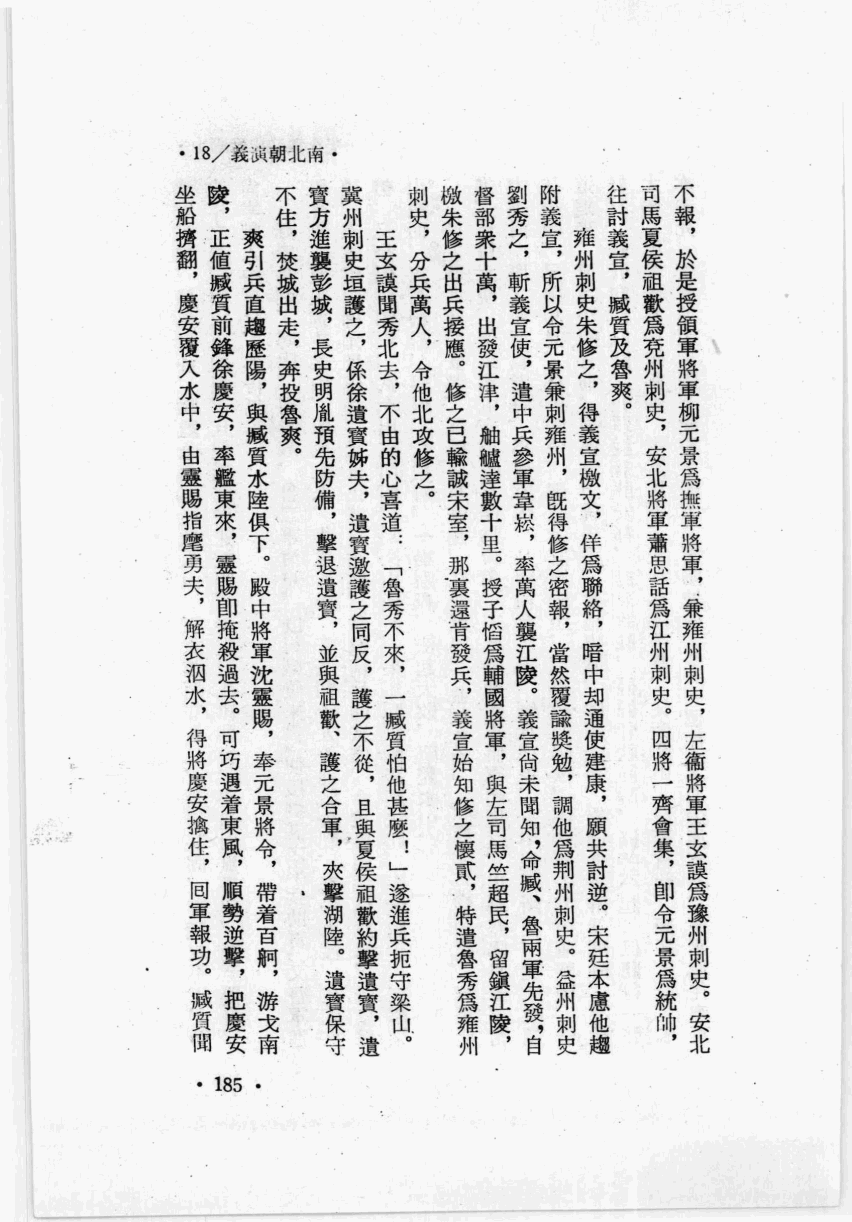 •南北朝演義／18•
不報，於是授領軍將軍柳元景爲撫軍將軍，兼雍州刺史，左衞將軍王玄謨爲豫州刺史。安北
司馬夏侯祖歡爲兗州刺史，安北將軍蕭思話爲江州刺史。四將一齊會集，卽令元景爲統帥，
往討義宣，臧質及魯爽。
雍州刺史朱修之，得義宣檄文，佯爲聯絡，暗中却通使建康，願共討逆。宋廷本慮他趨
附義宣，所以令元景兼刺雍州，旣得修之密報，當然覆諭獎勉，調他爲荆州刺史。益州刺史
劉秀之，斬義宣使，遣中兵參軍韋崧，率萬人襲江陵。義宣尙未聞知，命臧、魯兩軍先發，自
督部衆十萬，出發江津，舳艫達數十里。授子慆爲輔國將軍，與左司馬竺超民，留鎭江陵，
檄朱修之出兵接應。修之已輸誠宋室，那裏還肯發兵，義宣始知修之懷貳，特遣魯秀爲雍州
刺史，分兵萬人，令他北攻修之。
王玄謨聞秀北去，不由的心喜道：「魯秀不來，一臧質怕他甚麼！」遂進兵扼守梁山。
冀州刺史垣護之，係徐遺寶姊夫，遺寶邀護之同反，護之不從，且與夏侯祖歡約擊遺寶，遺
寶方進襲彭城，長史明胤預先防備，擊退遺寶，並與祖歡、護之合軍，夾擊湖陸。遺寶保守
不住，焚城出走，奔投魯爽。
爽引兵直趨歷陽，與臧質水陸俱下。殿中將軍沈靈賜，奉元景將令，帶着百舸，游戈南
陵，正值臧質前鋒徐慶安，率艦東來，靈賜卽掩殺過去。可巧遇着東風，順勢逆擊，把慶安
坐船擠翻，慶安覆入水中，由靈賜指麾勇夫，解衣泅水，得將慶安擒住，回軍報功。臧質聞
•185•